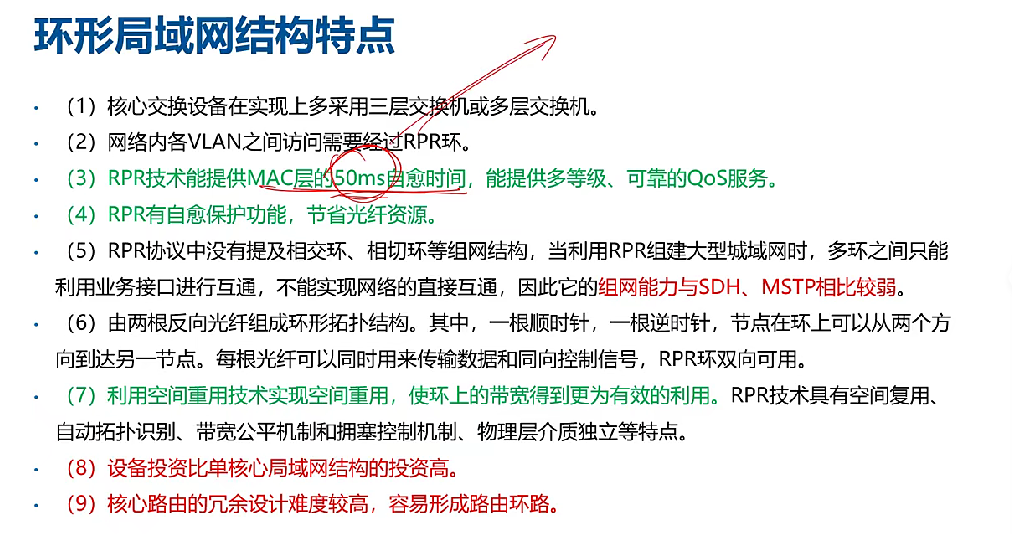 环形局域网结构特点
• （1）核心交换设备在实现上多采用三层交换机或多层交换机。
• （2）网络内各VLAN之间访问需要经过RPR环。
• （3）RPR技术能提供MAC层的50ms自愈时间，能提供多等级、可靠的QoS服务。
• （4）RPR有自愈保护功能，节省光纤资源。
• （5）RPR协议中没有提及相交环、相切环等组网结构，当利用RPR组建大型城域网时，多环之间只能
利用业务接口进行互通，不能实现网络的直接互通，因此它的组网能力与SDH、MSTP相比较弱。
• （6）由两根反向光纤组成环形拓扑结构。其中，一根顺时针，一根逆时针，节点在环上可以从两个方
向到达另一节点。每根光纤可以同时用来传输数据和同向控制信号，RPR环双向可用。
• （7）利用空间重用技术实现空间重用，使环上的带宽得到更为有效的利用。RPR技术具有空间复用、
自动拓扑识别、带宽公平机制和拥塞控制机制、物理层介质独立等特点。
• （8）设备投资比单核心局域网结构的投资高。
• （9）核心路由的冗余设计难度较高，容易形成路由环路。